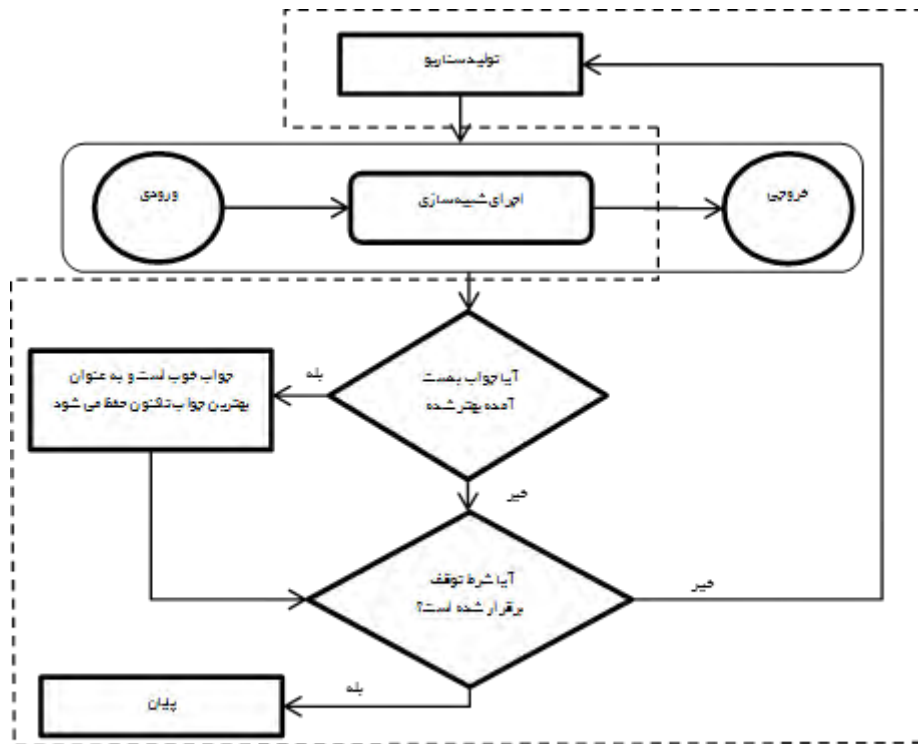 تولید سناریو
ورودی
اجرای شبیه سازی
خروجی
آیا جواب بدست
آمده بهتر شده
بله
جواب خوب است و به عنوان
بهترین جواب تاکنون حفظ می شود
خیر
آیا شرط توقف
برقرار شده است؟
خیر
بله
پایان